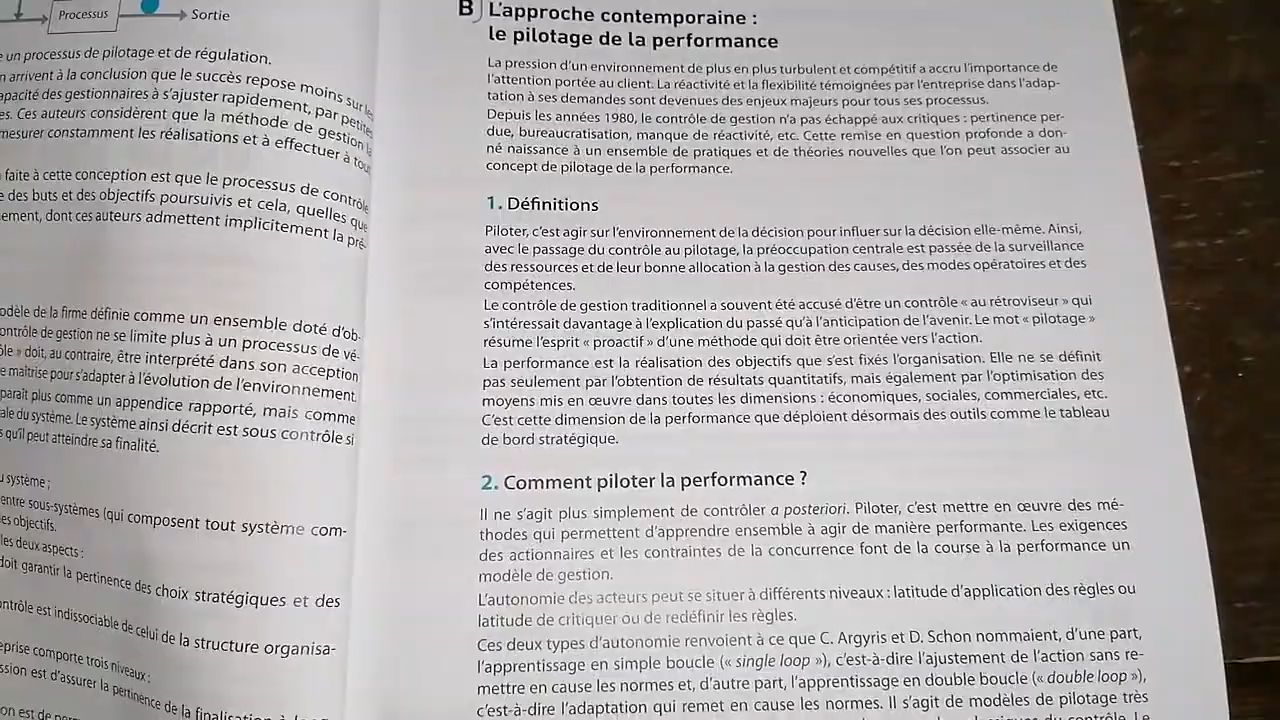 Processus
Sortie
un processus de pilotage et de régulation.
arrivent à la conclusion que le succès repose moins sur les
apacité des gestionnaires à s'ajuster rapidement, par petites
es. Ces auteurs considèrent que la méthode de gestion la
mesurer constamment les réalisations et à effectuer à tout
faite à cette conception est que le processus de contrôle
des buts et des objectifs poursuivis et cela, quelles que
ement, dont ces auteurs admettent implicitement la pré-
odèle de la firme définie comme un ensemble doté d'ob-
ontrôle de gestion ne se limite plus à un processus de vé-
ôle » doit, au contraire, être interprété dans son acception
e maîtrise pour s'adapter à l'évolution de l'environnement.
paraît plus comme un appendice rapporté, mais comme
ale du système. Le système ainsi décrit est sous contrôle si
qu'il peut atteindre sa finalité.
système ;
entre sous-systèmes (qui composent tout système com-
es objectifs.
les deux aspects :
doit garantir la pertinence des choix stratégiques et des
ontrôle est indissociable de celui de la structure organisa-
eprise comporte trois niveaux :
ssion est d'assurer la pertinence de la finalisation
B) L'approche contemporaine :
le pilotage de la performance
La pression d'un environnement de plus en plus turbulent et compétitif a accru l'importance de
l'attention portée au client. La réactivité et la flexibilité témoignées par l'entreprise dans l'adap-
tation à ses demandes sont devenues des enjeux majeurs pour tous ses processus.
Depuis les années 1980, le contrôle de gestion n'a pas échappé aux critiques : pertinence per-
due, bureaucratisation, manque de réactivité, etc. Cette remise en question profonde a don-
né naissance à un ensemble de pratiques et de théories nouvelles que l'on peut associer au
concept de pilotage de la performance.
1. Définitions
Piloter, c'est agir sur l'environnement de la décision pour influer sur la décision elle-même. Ainsi,
avec le passage du contrôle au pilotage, la préoccupation centrale est passée de la surveillance
des ressources et de leur bonne allocation à la gestion des causes, des modes opératoires et des
compétences.
Le contrôle de gestion traditionnel a souvent été accusé d'être un contrôle « au rétroviseur » qui
s'intéressait davantage à l'explication du passé qu'à l'anticipation de l'avenir. Le mot « pilotage »
résume l'esprit « proactif » d'une méthode qui doit être orientée vers l'action.
La performance est la réalisation des objectifs que s'est fixés l'organisation. Elle ne se définit
pas seulement par l'obtention de résultats quantitatifs, mais également par l'optimisation des
moyens mis en œuvre dans toutes les dimensions : économiques, sociales, commerciales, etc.
C'est cette dimension de la performance que déploient désormais des outils comme le tableau
de bord stratégique.
2. Comment piloter la performance ?
Il ne s'agit plus simplement de contrôler a posteriori. Piloter, c'est mettre en œuvre des mé-
thodes qui permettent d'apprendre ensemble à agir de manière performante. Les exigences
des actionnaires et les contraintes de la concurrence font de la course à la performance un
modèle de gestion.
L'autonomie des acteurs peut se situer à différents niveaux : latitude d'application des règles ou
latitude de critiquer ou de redéfinir les règles.
Ces deux types d'autonomie renvoient à ce que C. Argyris et D. Schon nommaient, d'une part,
l'apprentissage en simple boucle (« single loop »), c'est-à-dire l'ajustement de l'action sans re-
mettre en cause les normes et, d'autre part, l'apprentissage en double boucle (« double loop »),
c'est-à-dire l'adaptation qui remet en cause les normes. Il s'agit de modèles de pilotage très